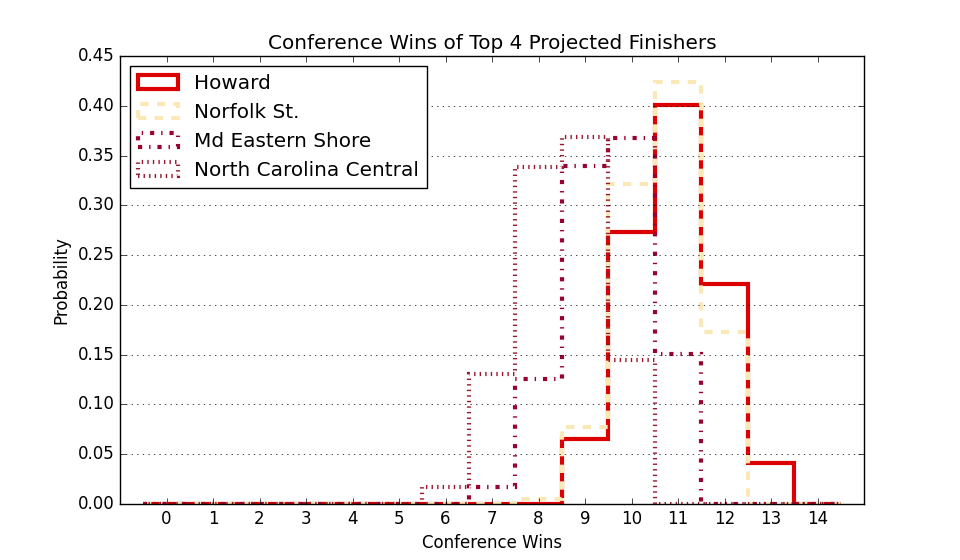 Conference Wins of Top 4 Projected Finishers
Howard
Norfolk St.
Md Eastern Shore
North Carolina Central
0.45
0.40
0.35
0.30
0.25
0.20
0.15
0.10
0.05
0.00
Probability
0 1 2 3 4 5 6 7 8 9 10 11 12 13 14
Conference Wins